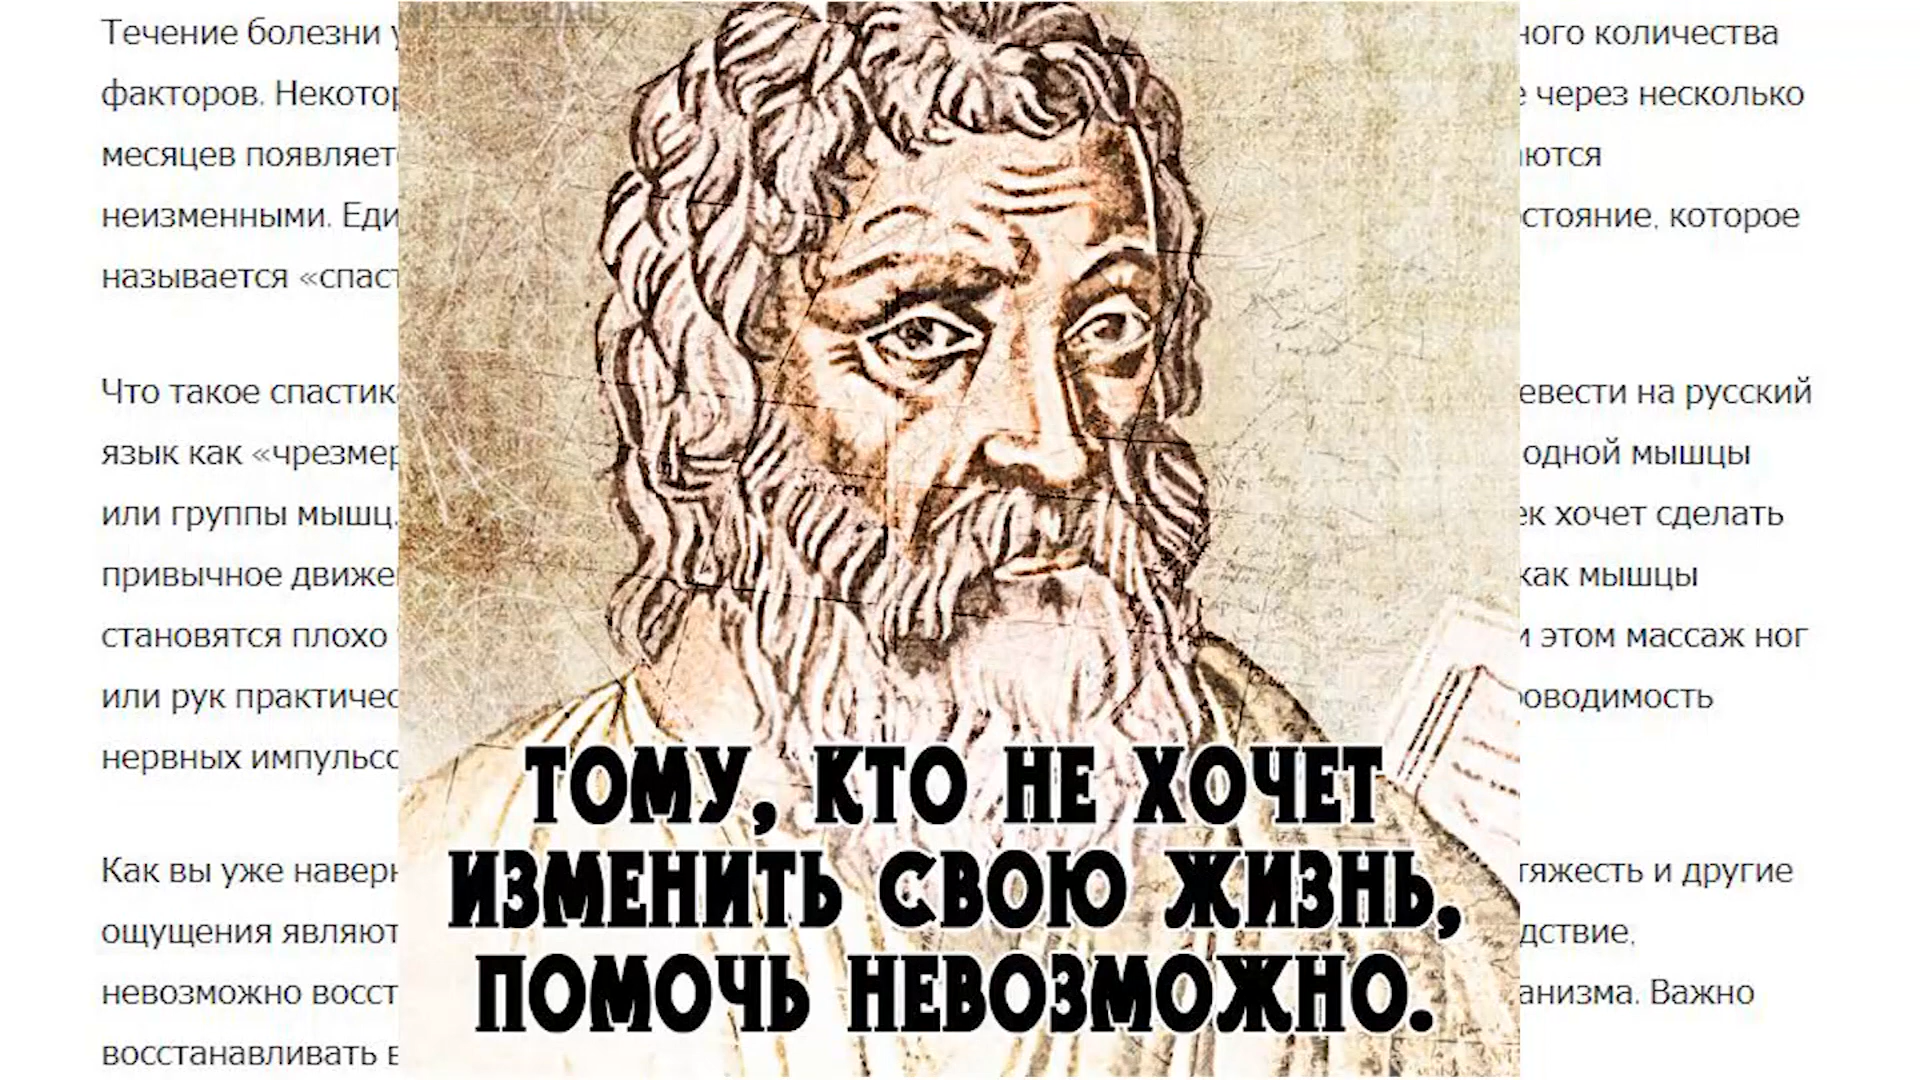 Течение болезни
ного количества
факторов. Некотор
через несколько
месяцев появляет
аются
неизменными. Еди
стояние, которое
называется «спаст
Что такое спастик
евести на русский
язык как «чрезмер
одной мышцы
или группы мышц.
ек хочет сделать
привычное движе
как мышцы
становятся плохо
и этом массаж ног
или рук практичес
роводимость
нервных импульсо
Как вы уже наверн
тяжесть и другие
ощущения являют
дствие,
невозможно восст
анизма. Важно
восстанавливать
ТОМУ, КТО НЕ ХОЧЕТ
ИЗМЕНИТЬ СВОЮ ЖИЗНЬ,
ПОМОЧЬ НЕВОЗМОЖНО.